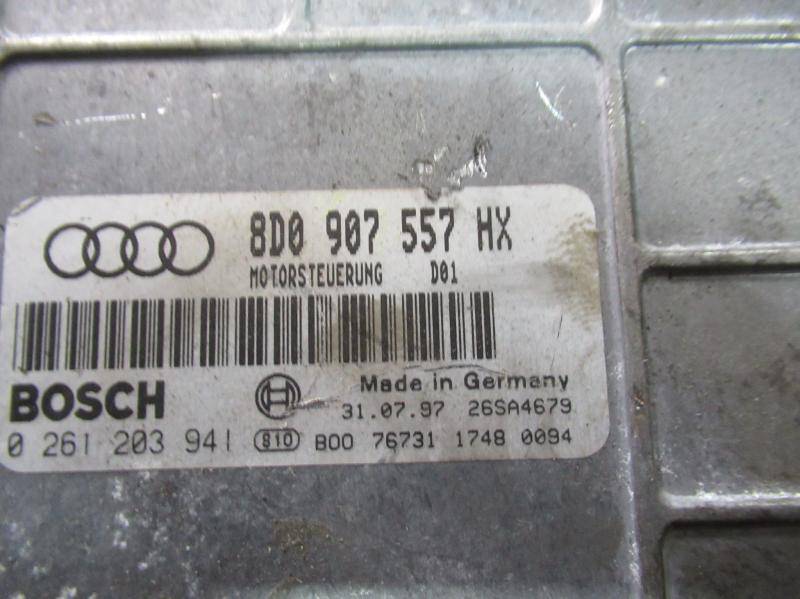 8D0 907 557 HX
MOTORSTEUERUNG D01
BOSCH
Made in Germany
31.07.97 26SA4679
0 261 203 941 810 B00 76731 1748 0094